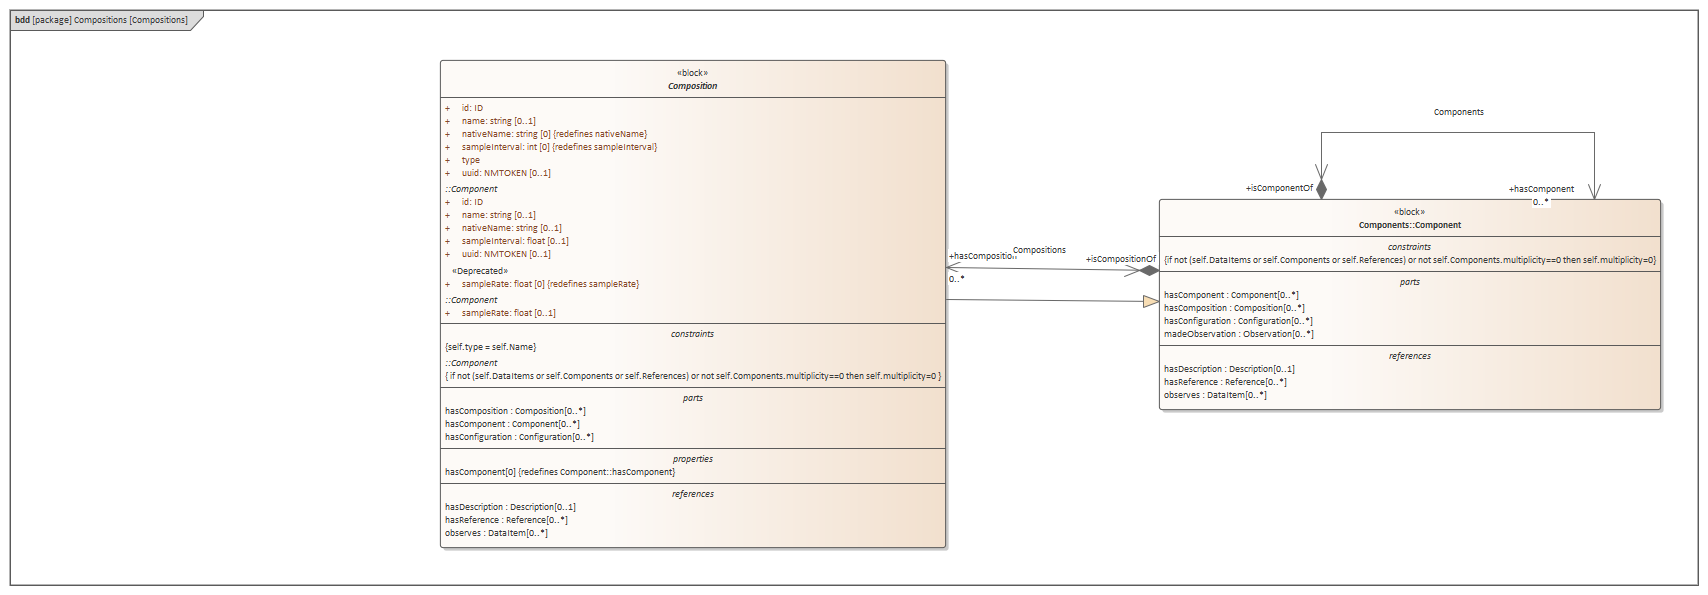 bdd [package] Compositions [Compositions]
«block»
Composition
+ id: ID
+ name: string [0..1]
+ nativeName: string [0] {redefines nativeName}
+ sampleInterval: int [0] {redefines sampleInterval}
+ type
+ uuid: NMTOKEN [0..1]
::Component
+ id: ID
+ name: string [0..1]
+ nativeName: string [0..1]
+ sampleInterval: float [0..1]
+ uuid: NMTOKEN [0..1]
«Deprecated»
+ sampleRate: float [0] {redefines sampleRate}
::Component
+ sampleRate: float [0..1]
constraints
{self.type = self.Name}
::Component
{ if not (self.DataItems or self.Components or self.References) or not self.Components.multiplicity==0 then self.multiplicity=0 }
parts
hasComposition : Composition[0..*]
hasComponent : Component[0..*]
hasConfiguration : Configuration[0..*]
properties
hasComponent[0] {redefines Component::hasComponent}
references
hasDescription : Description[0..1]
hasReference : Reference[0..*]
observes : DataItem[0..*]
+hasCompositio
Compositions
+isCompositionOf
0..*
Components
+isComponentOf
+hasComponent
0..*
«block»
Components::Component
constraints
{if not (self.DataItems or self.Components or self.References) or not self.Components.multiplicity==0 then self.multiplicity=0}
parts
hasComponent : Component[0..*]
hasComposition : Composition[0..*]
hasConfiguration : Configuration[0..*]
madeObservation : Observation[0..*]
references
hasDescription : Description[0..1]
hasReference : Reference[0..*]
observes : DataItem[0..*]